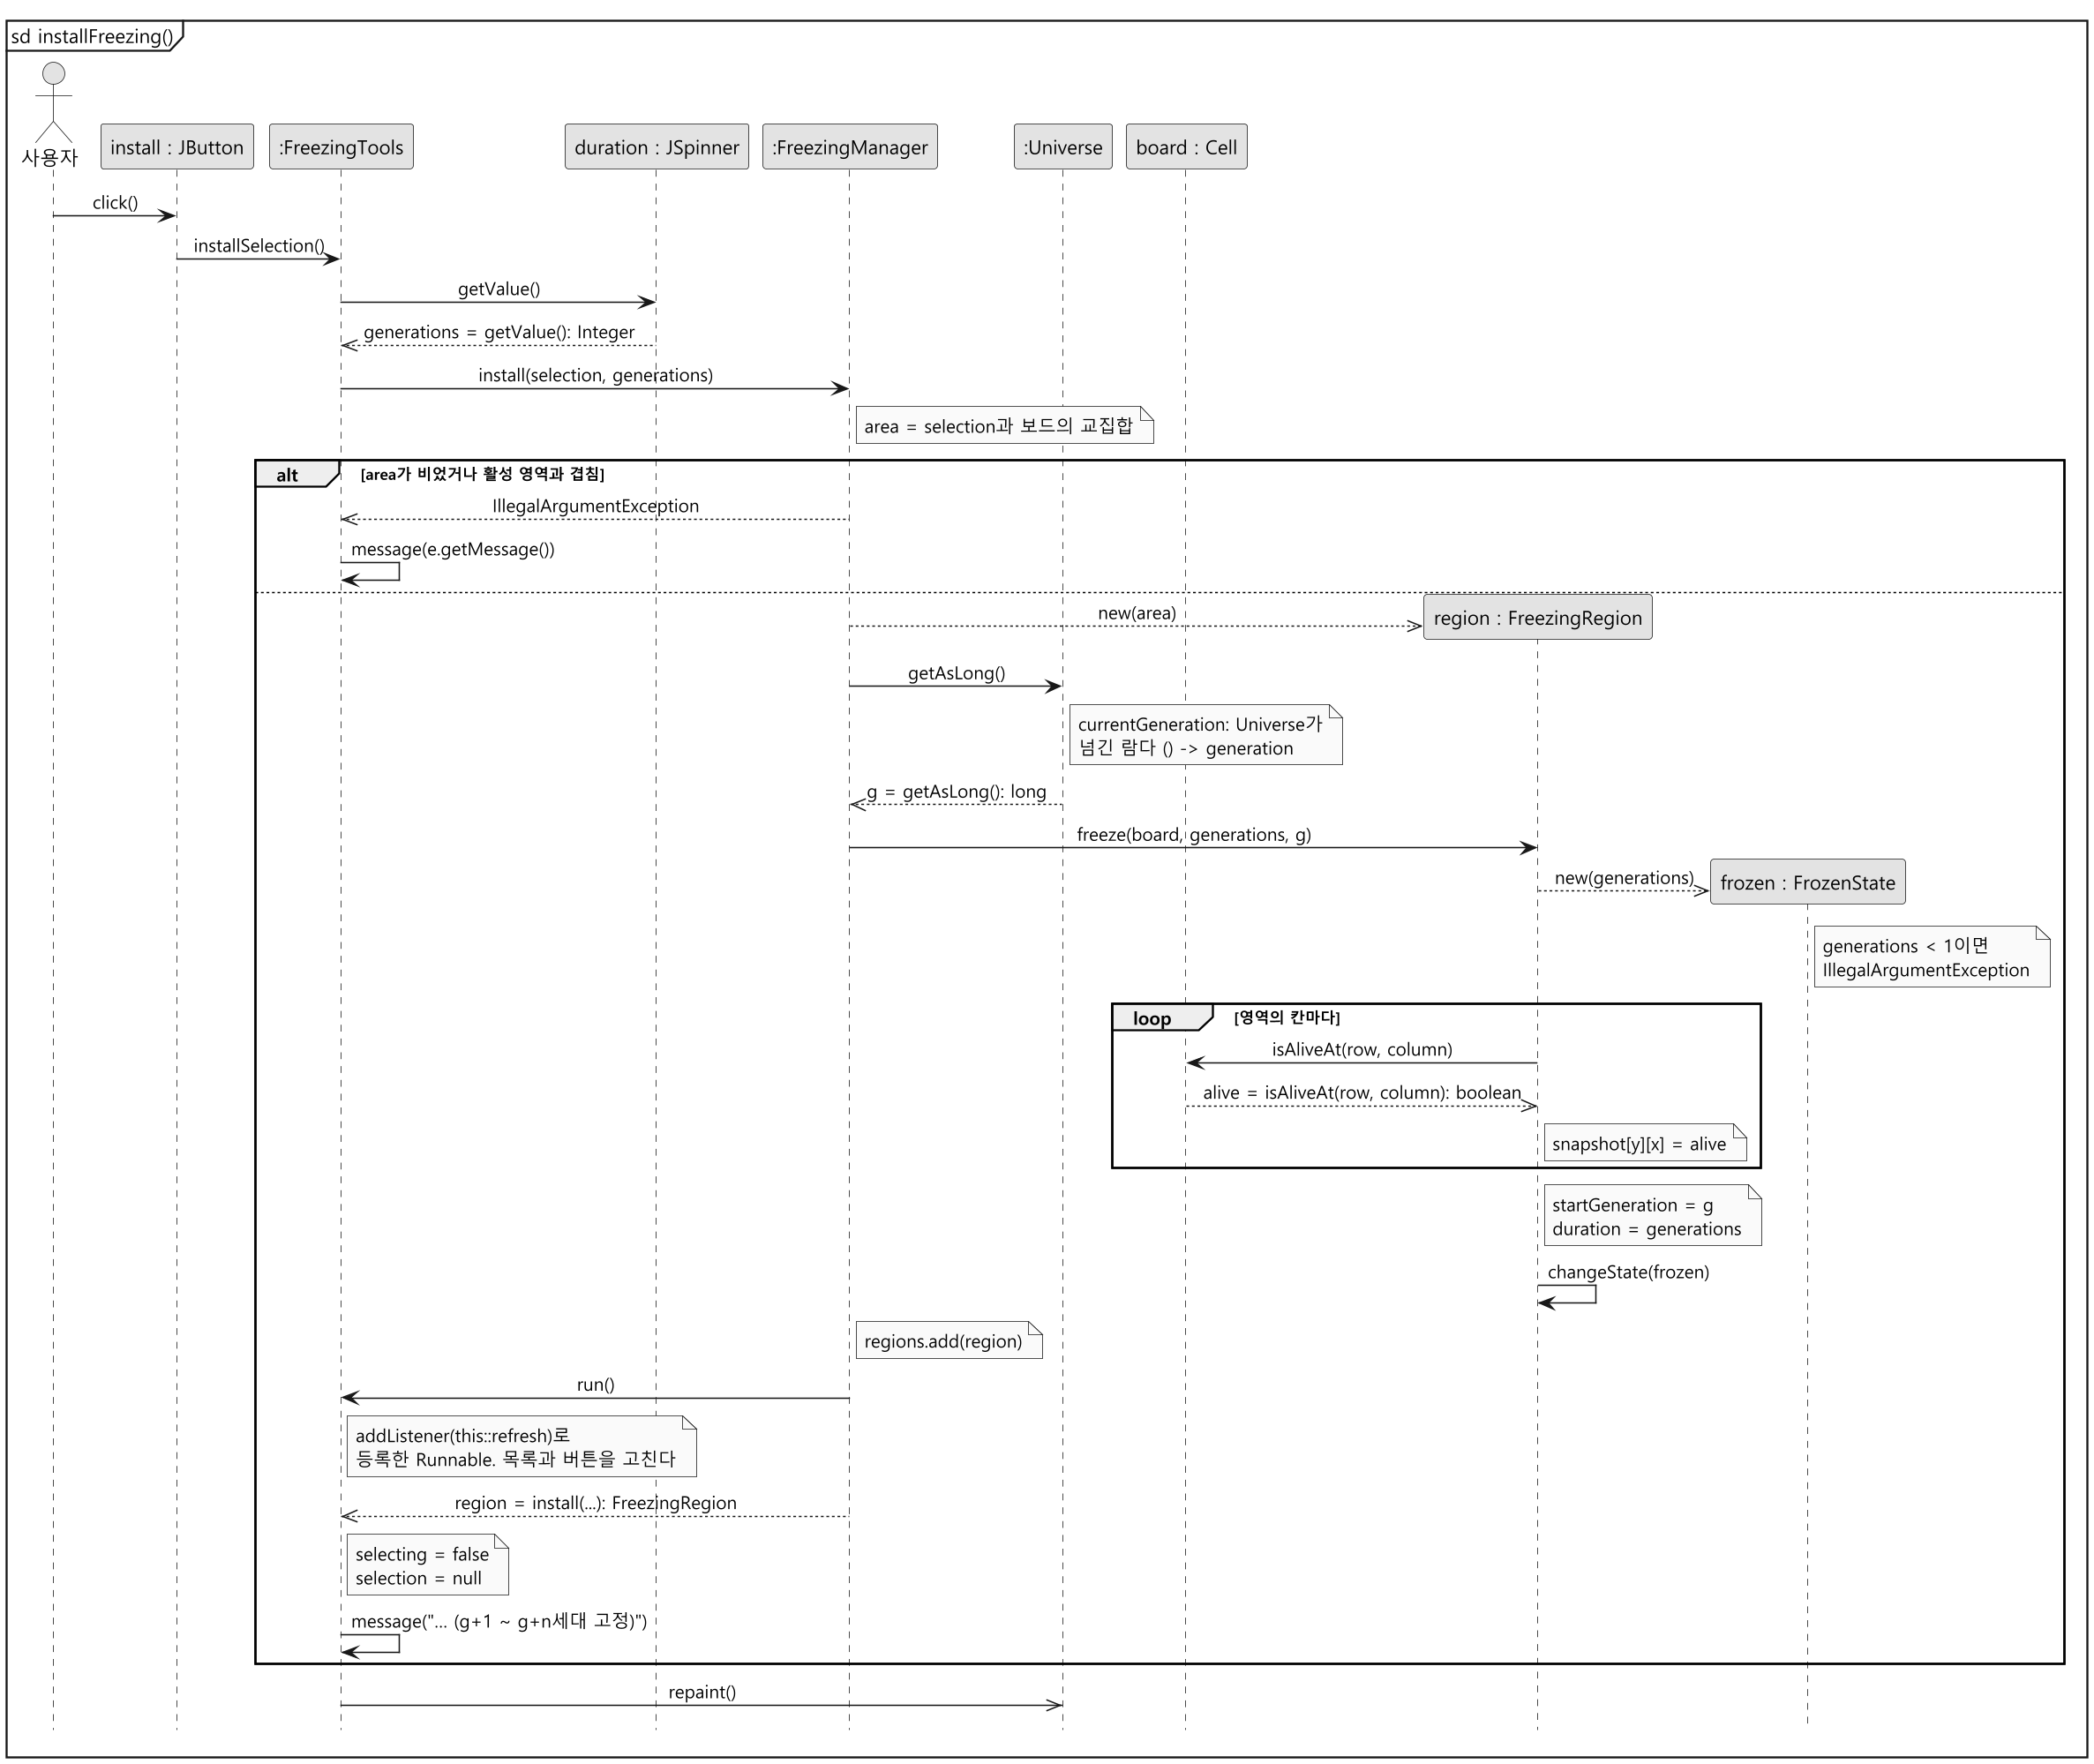 sd installFreezing()
사용자
install : JButton
:FreezingTools
duration : JSpinner
:FreezingManager
:Universe
board : Cell
click()
installSelection()
getValue()
generations = getValue(): Integer
install(selection, generations)
area = selection과 보드의 교집합
alt
[area가 비었거나 활성 영역과 겹침]
IllegalArgumentException
message(e.getMessage())
new(area)
region : FreezingRegion
getAsLong()
currentGeneration: Universe가
넘긴 람다 () -> generation
g = getAsLong(): long
freeze(board, generations, g)
new(generations)
frozen : FrozenState
generations < 1이면
IllegalArgumentException
loop
[영역의 칸마다]
isAliveAt(row, column)
alive = isAliveAt(row, column): boolean
snapshot[y][x] = alive
startGeneration = g
duration = generations
changeState(frozen)
regions.add(region)
run()
addListener(this::refresh)로
등록한 Runnable. 목록과 버튼을 고친다
region = install(...): FreezingRegion
selecting = false
selection = null
message("... (g+1 ~ g+n세대 고정)")
repaint()